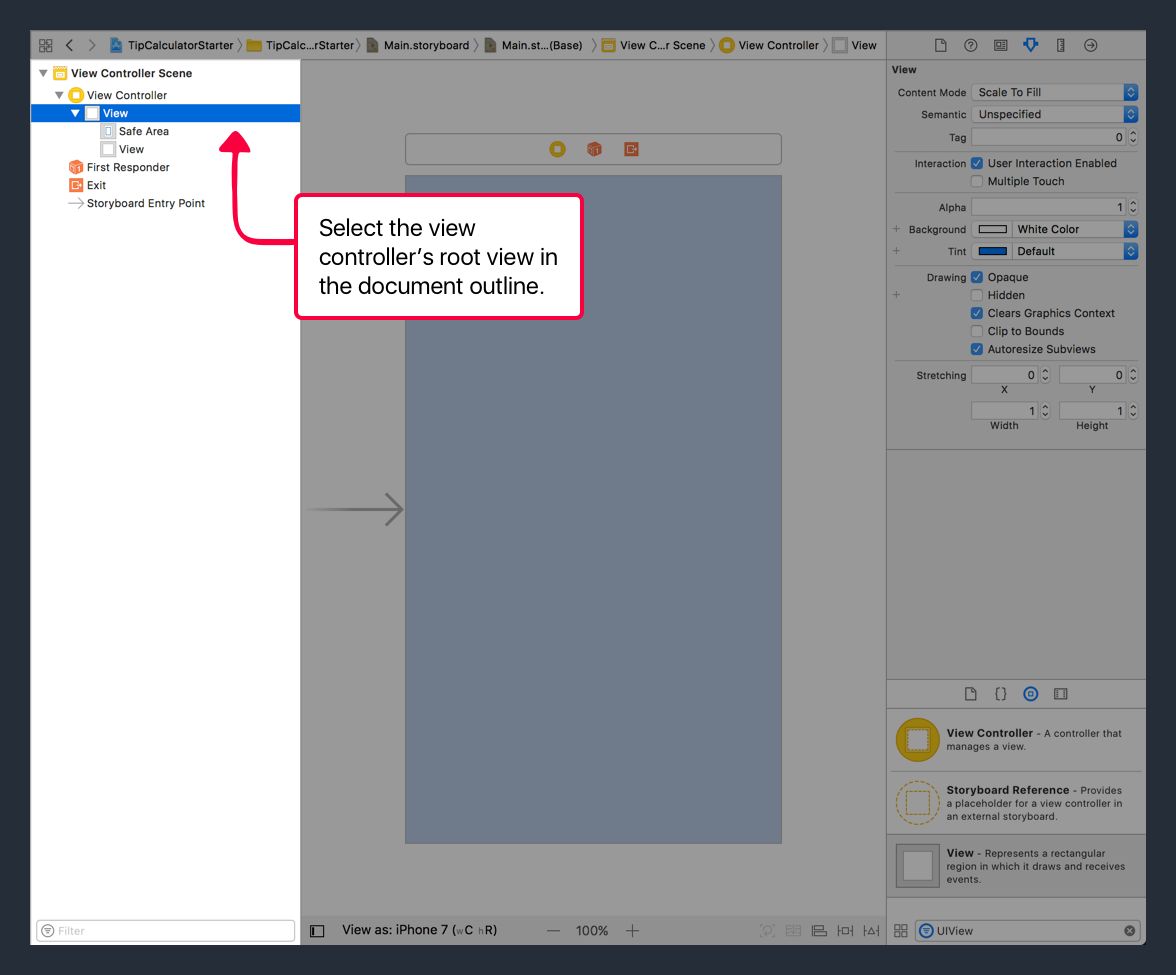 TipCalculatorStarter
TipCalc...rStarter
Main.storyboard
Main.st...(Base)
View C...r Scene
View Controller
View
View Controller Scene
View Controller
View
Safe Area
View
First Responder
Exit
Storyboard Entry Point
Select the view
controller’s root view in
the document outline.
View
Content Mode Scale To Fill
Semantic Unspecified
Tag 0
Interaction User Interaction Enabled
Multiple Touch
Alpha 1
+ Background White Color
+ Tint Default
Drawing Opaque
+ Hidden
Clears Graphics Context
Clip to Bounds
Autoresize Subviews
Stretching 0 0
X Y
1 1
Width Height
View Controller - A controller that
manages a view.
Storyboard Reference - Provides
a placeholder for a view controller in
an external storyboard.
View - Represents a rectangular
region in which it draws and receives
events.
Filter
View as: iPhone 7 (wC hR)
— 100% +
UIView